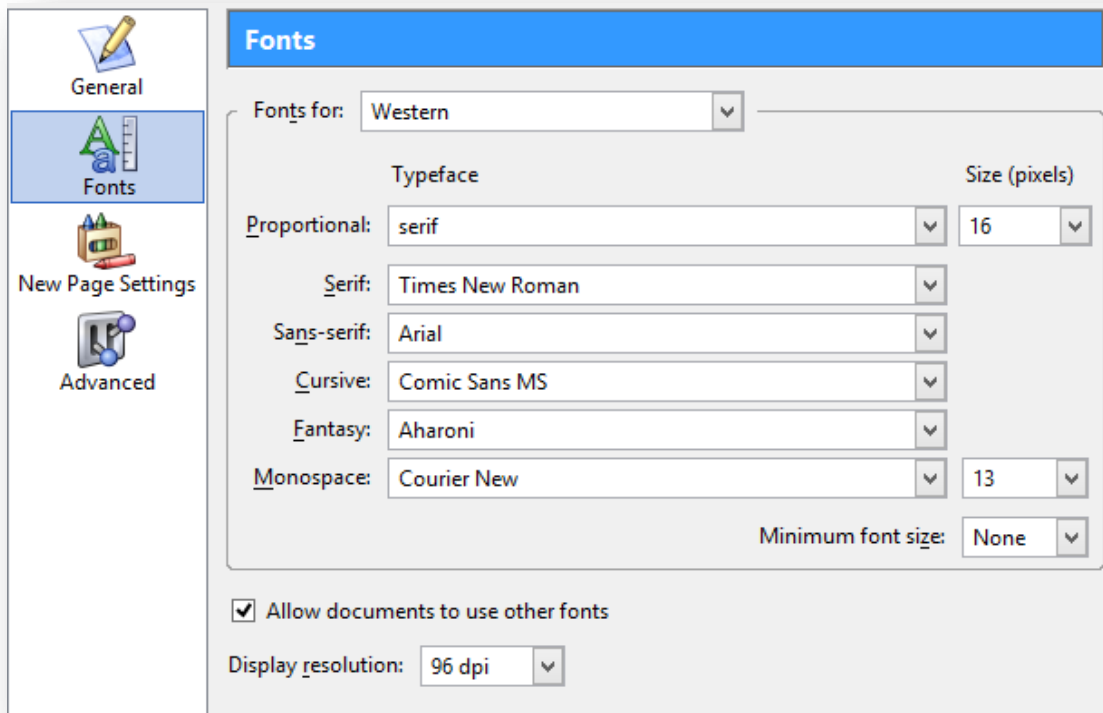 General
Fonts
New Page Settings
Advanced
Fonts
Fonts for: Western
Typeface Size (pixels)
Proportional: serif 16
Serif: Times New Roman
Sans-serif: Arial
Cursive: Comic Sans MS
Fantasy: Aharoni
Monospace: Courier New 13
Minimum font size: None
Allow documents to use other fonts
Display resolution: 96 dpi